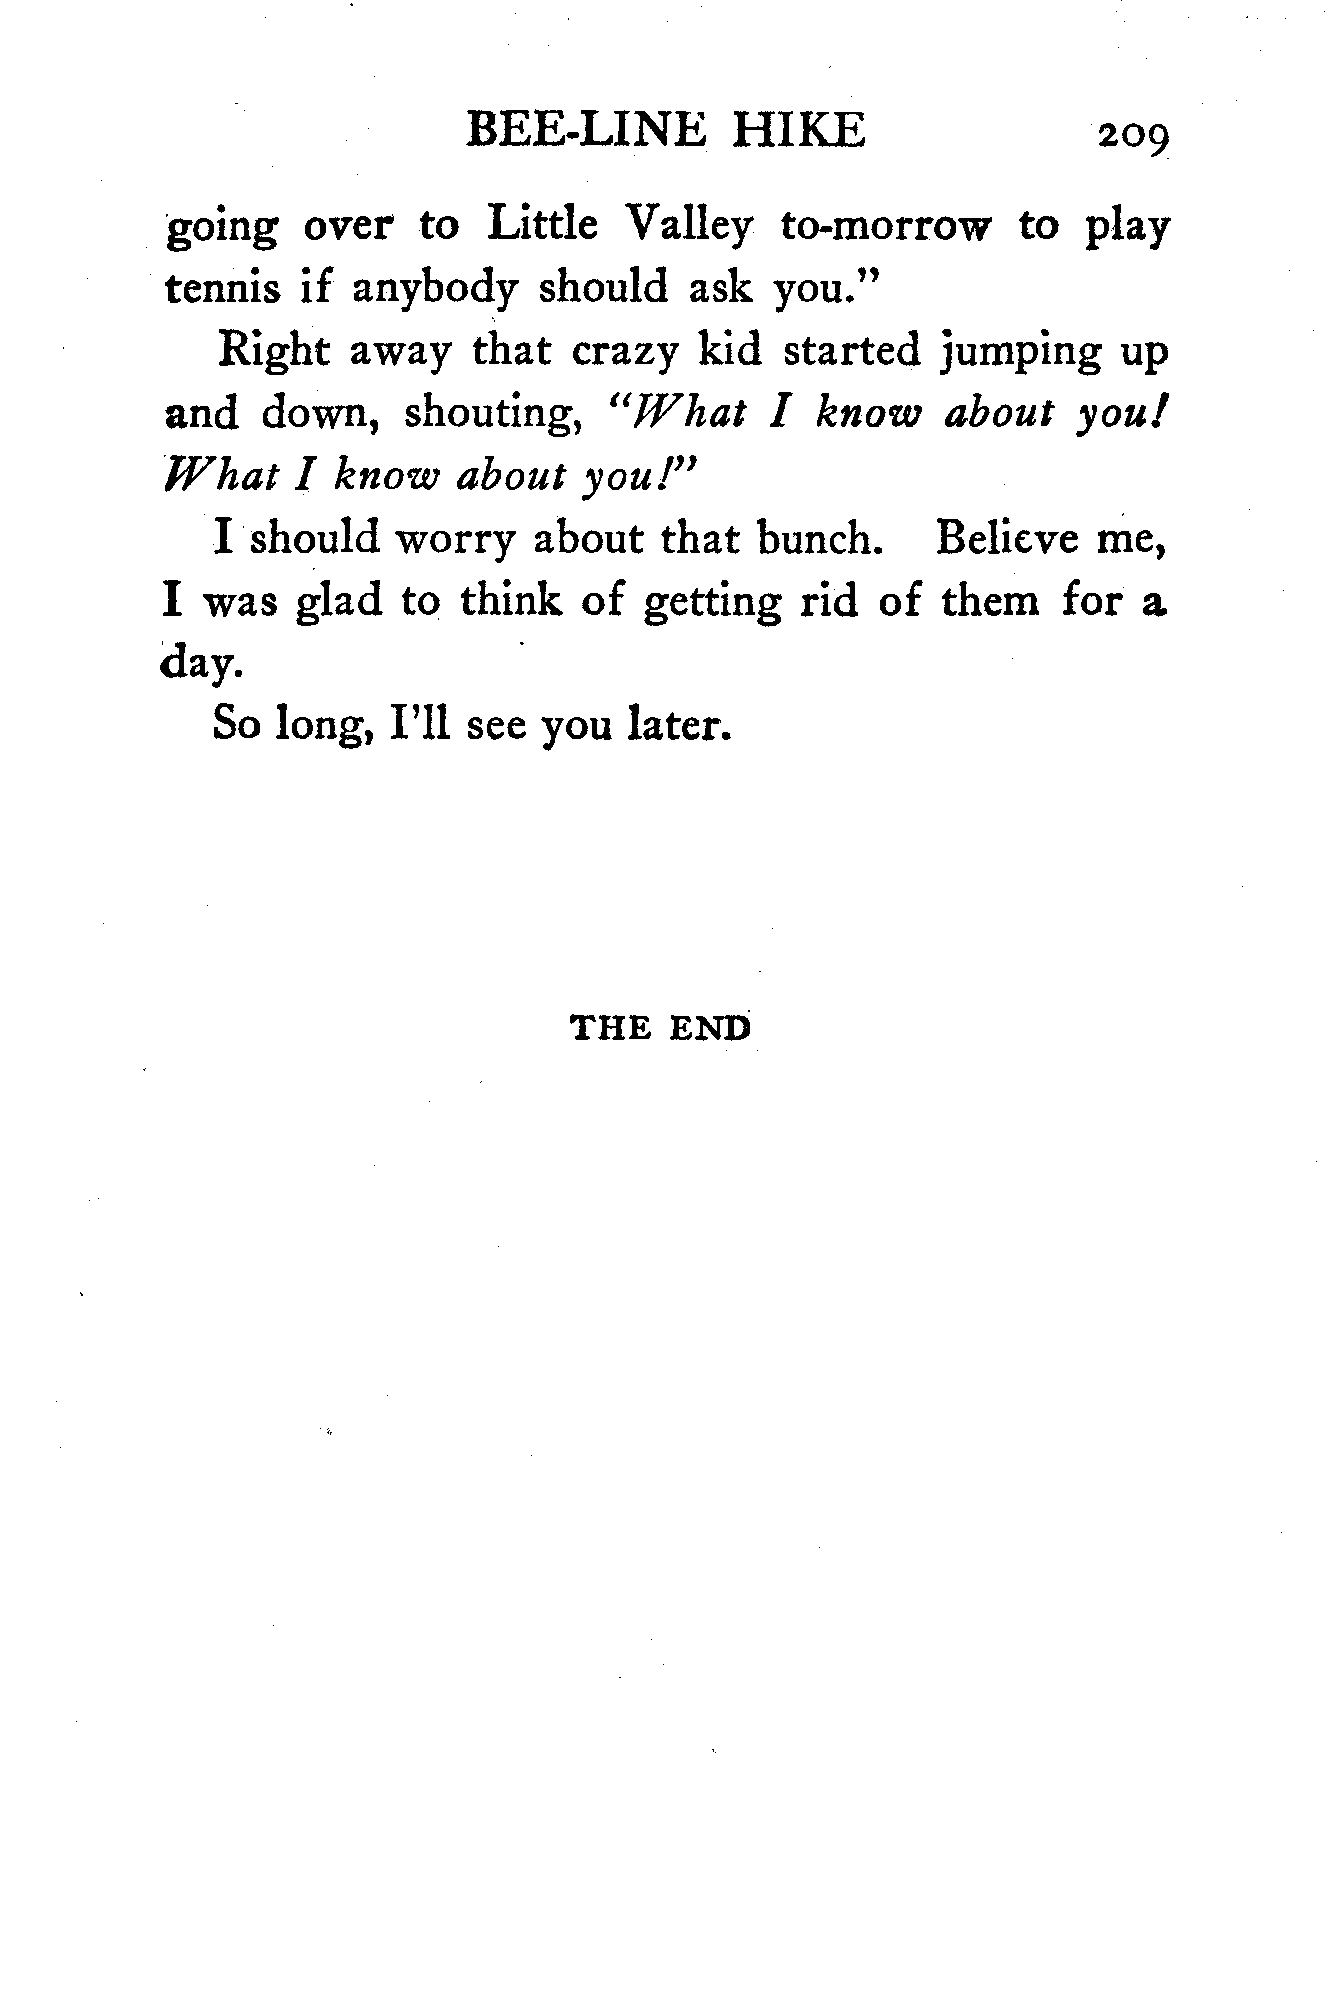 BEE-LINE HIKE 209
going over to Little Valley to-morrow to play
tennis if anybody should ask you.”
Right away that crazy kid started jumping up
and down, shouting, “What I know about you!
What I know about you!”
I should worry about that bunch. Believe me,
I was glad to think of getting rid of them for a
day.
So long, I’ll see you later.
THE END